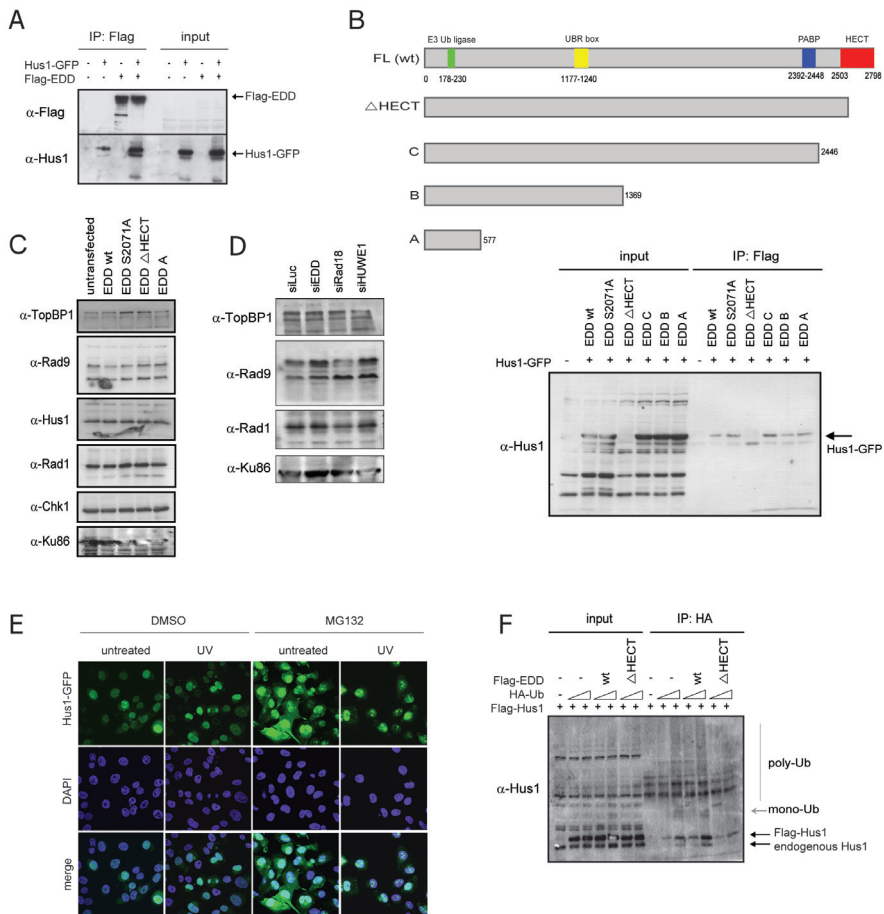 A
IP: Flag input
Hus1-GFP - + - + - + - +
Flag-EDD - - + + - - + +
α-Flag
Flag-EDD
α-Hus1
Hus1-GFP
B
E3 Ub ligase UBR box PABP HECT
FL (wt)
0 178-230 1177-1240 2392-2448 2503 2798
△HECT
C 2446
B 1369
A 577
input IP: Flag
- EDD wt EDD S2071A EDD △HECT EDD C EDD B EDD A - EDD wt EDD S2071A EDD △HECT EDD C EDD B EDD A
Hus1-GFP + + + + + + + + + + + +
α-Hus1
Hus1-GFP
C
untransfected EDD wt EDD S2071A EDD △HECT EDD A
α-TopBP1
α-Rad9
α-Hus1
α-Rad1
α-Chk1
α-Ku86
D
siLuc siEDD siRad18 siHUWE1
α-TopBP1
α-Rad9
α-Rad1
α-Ku86
E
DMSO MG132
untreated UV untreated UV
Hus1-GFP
DAPI
merge
F
input IP: HA
Flag-EDD - - wt △HECT - - wt △HECT
HA-Ub - -
Flag-Hus1 + + + + + + + + + + + + + +
α-Hus1
poly-Ub
mono-Ub
Flag-Hus1
endogenous Hus1